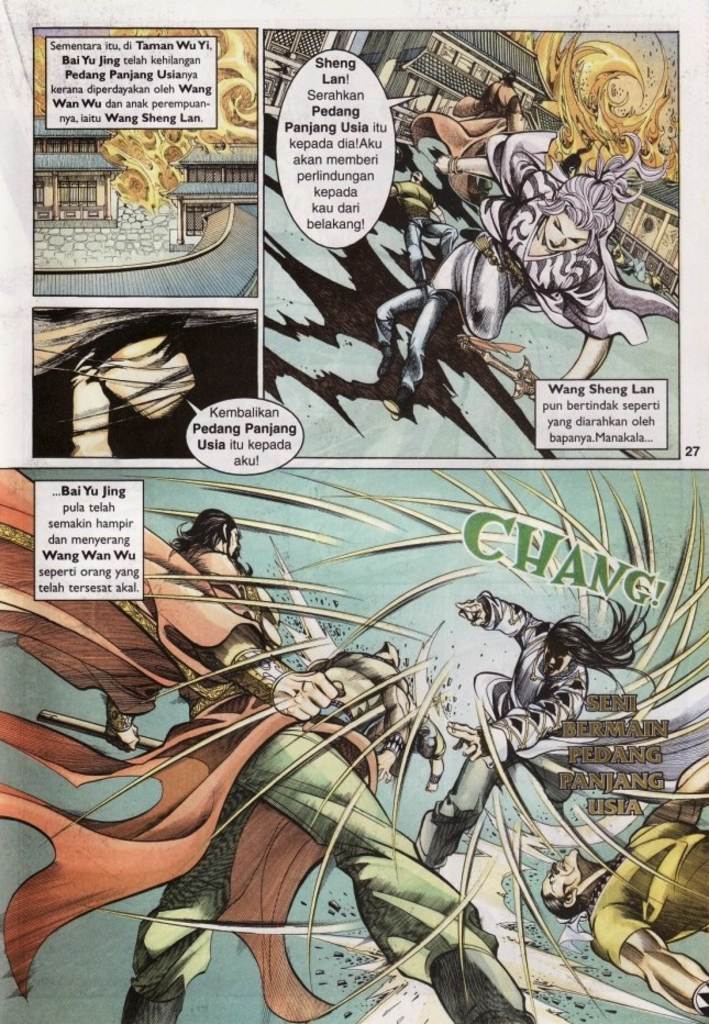 Sementara itu, di Taman Wu Yi,
Bai Yu Jing telah kehilangan
Pedang Panjang Usianya
kerana diperdayakan oleh Wang
Wan Wu dan anak perempuan-
nya, iaitu Wang Sheng Lan.
Sheng
Lan!
Serahkan
Pedang
Panjang Usia itu
kepada dia!Aku
akan memberi
perlindungan
kepada
kau dari
belakang!
Kembalikan
Pedang Panjang
Usia itu kepada
aku!
Wang Sheng Lan
pun bertindak seperti
yang diarahkan oleh
bapanya.Manakala...
27
...Bai Yu Jing
pula telah
semakin hampir
dan menyerang
Wang Wan Wu
seperti orang yang
telah tersesat akal.
CHANG!
SENI
BERMAIN
PEDANG
PANJANG
USIA